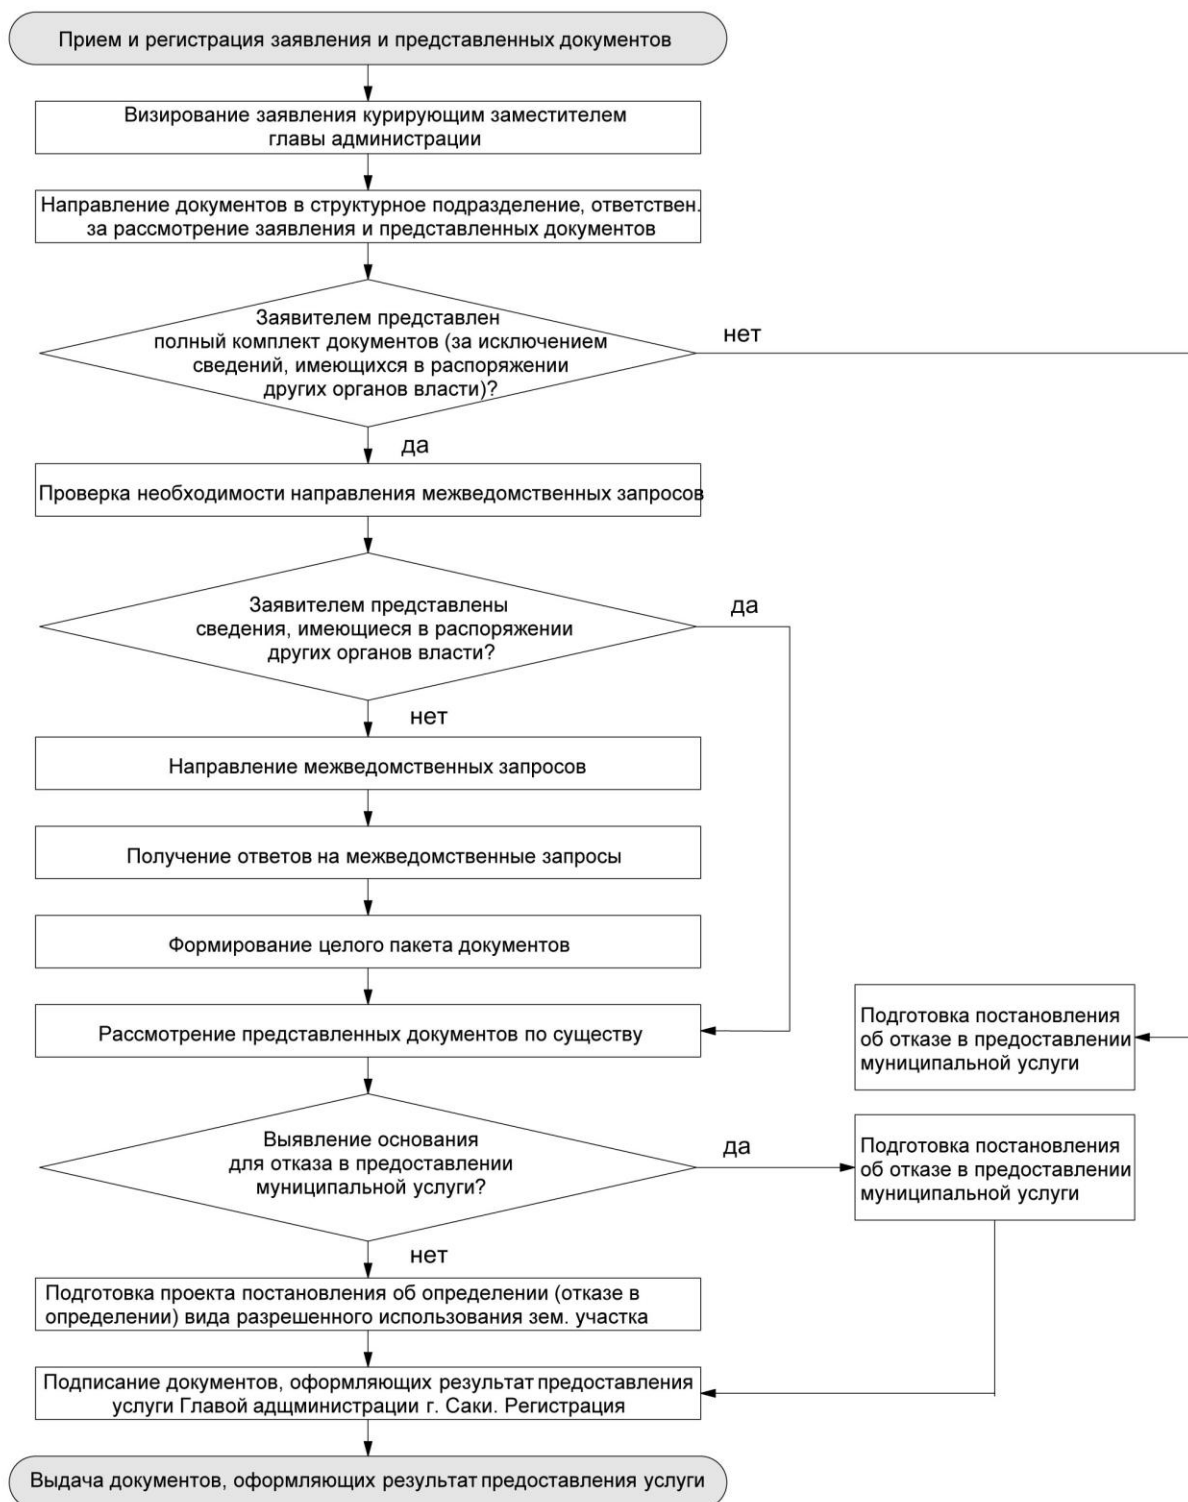 Прием и регистрация заявления и представленных документов
Визирование заявления курирующим заместителем
главы администрации
Направление документов в структурное подразделение, ответствен.
за рассмотрение заявления и представленных документов
Заявителем представлен
полный комплект документов (за исключением
сведений, имеющихся в распоряжении
других органов власти)?
нет
да
Проверка необходимости направления межведомственных запросов
Заявителем представлены
сведения, имеющиеся в распоряжении
других органов власти?
да
нет
Направление межведомственных запросов
Получение ответов на межведомственные запросы
Формирование целого пакета документов
Рассмотрение представленных документов по существу
Подготовка постановления
об отказе в предоставлении
муниципальной услуги
Выявление основания
для отказа в предоставлении
муниципальной услуги?
да
Подготовка постановления
об отказе в предоставлении
муниципальной услуги
нет
Подготовка проекта постановления об определении (отказе в
определении) вида разрешенного использования зем. участка
Подписание документов, оформляющих результат предоставления
услуги Главой адщминистрации г. Саки. Регистрация
Выдача документов, оформляющих результат предоставления услуги